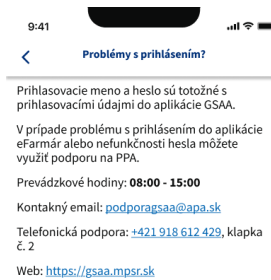 9:41
Problémy s prihlásením?
Prihlasovacie meno a heslo sú totožné s
prihlasovacími údajmi do aplikácie GSAA.
V prípade problému s prihlásením do aplikácie
eFarmár alebo nefunkčnosti hesla môžete
využiť podporu na PPA.
Prevádzkové hodiny: 08:00 - 15:00
Kontakný email: podporagsaa@apa.sk
Telefonická podpora: +421 918 612 429, klapka
č. 2
Web: https://gsaa.mpsr.sk